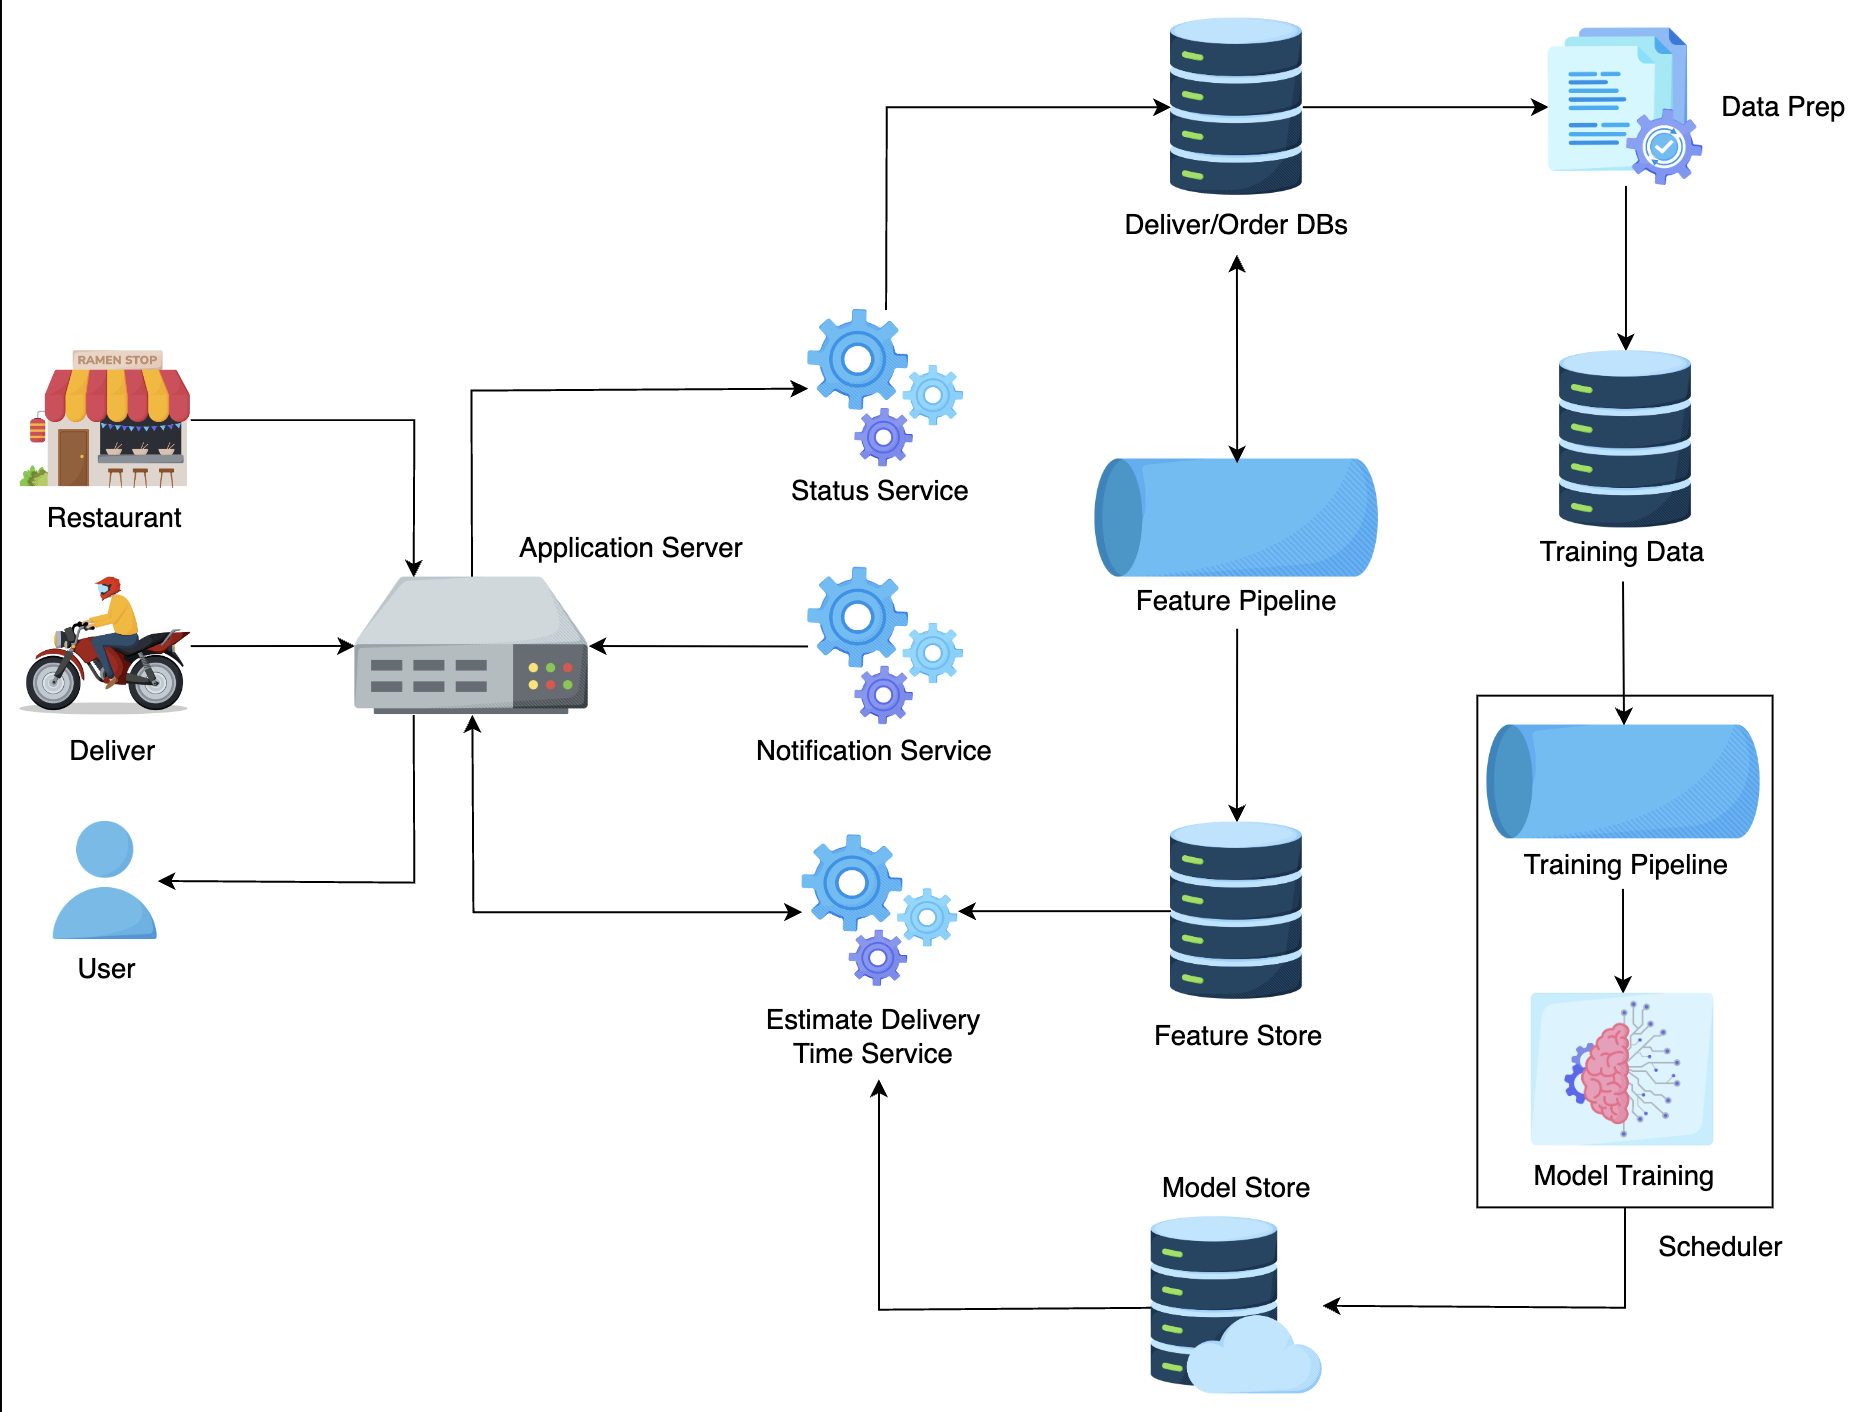 Data Prep
Deliver/Order DBs
RAMEN STOP
Restaurant
Status Service
Application Server
Training Data
Feature Pipeline
Deliver
Notification Service
Training Pipeline
User
Estimate Delivery
Time Service
Feature Store
Model Training
Model Store
Scheduler